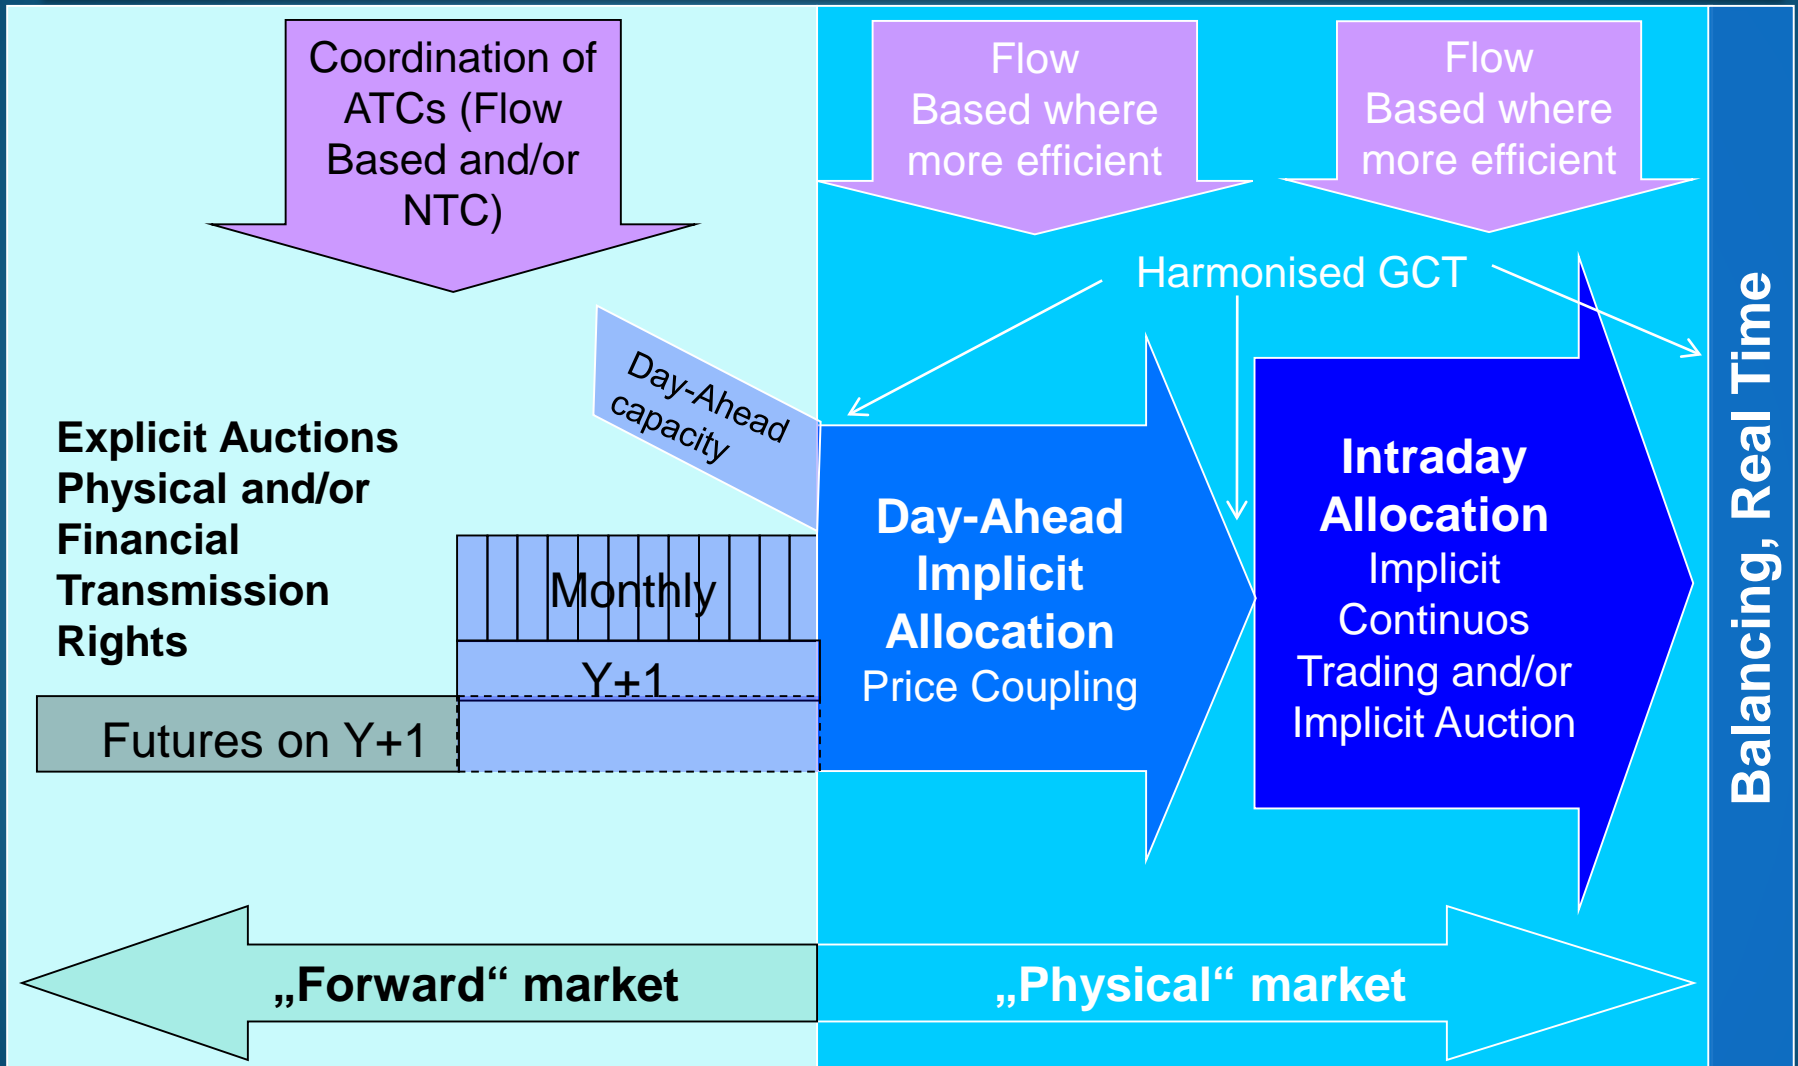 Coordination of
ATCs (Flow
Based and/or
NTC)
Flow
Based where
more efficient
Flow
Based where
more efficient
Harmonised GCT
Day-Ahead
capacity
Explicit Auctions
Physical and/or
Financial
Transmission
Rights
Monthly
Y+1
Futures on Y+1
Day-Ahead
Implicit
Allocation
Price Coupling
Intraday
Allocation
Implicit
Continuos
Trading and/or
Implicit Auction
Balancing, Real Time
„Forward“ market
„Physical“ market